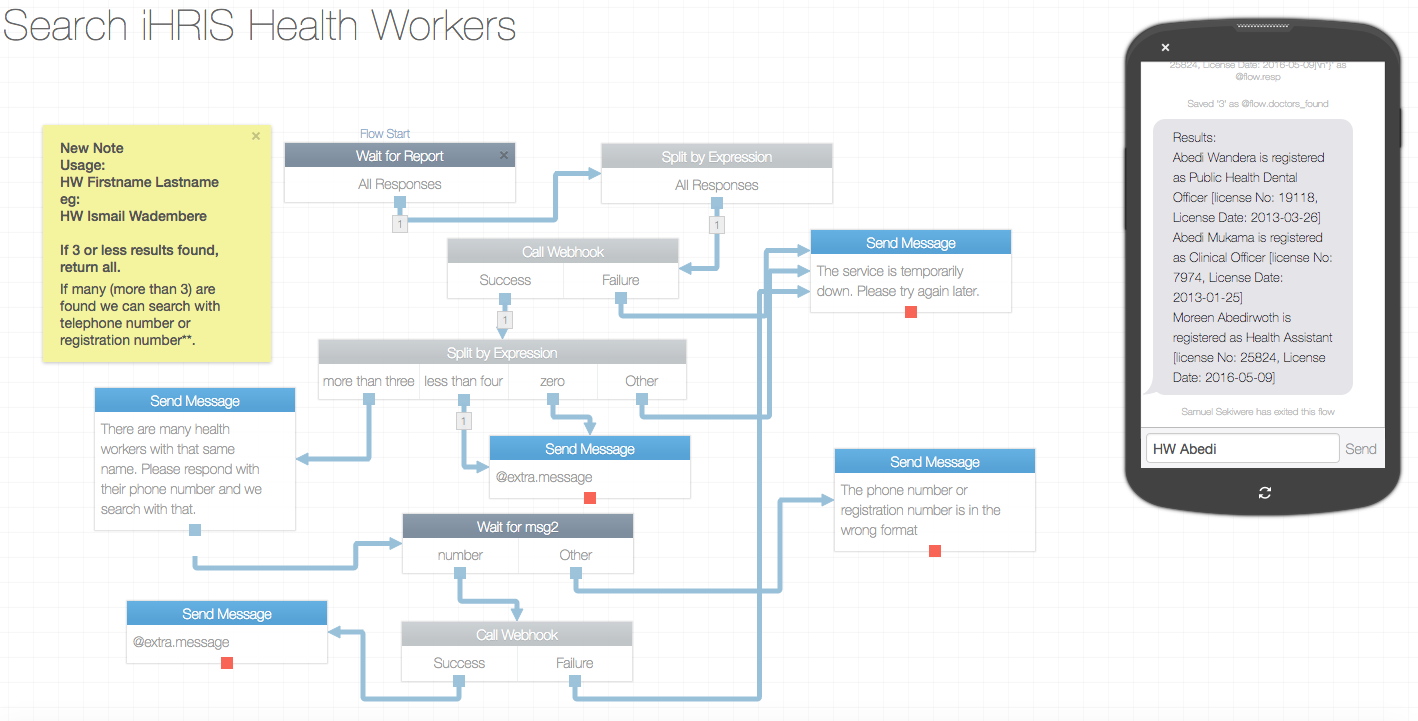 Search iHRIS Health Workers
New Note
Usage:
HW Firstname Lastname
eg:
HW Ismail Wadembere
If 3 or less results found,
return all.
If many (more than 3) are
found we can search with
telephone number or
registration number**.
Flow Start
Wait for Report
All Responses
1
Split by Expression
All Responses
1
Call Webhook
Success
Failure
1
Send Message
The service is temporarily
down. Please try again later.
Split by Expression
more than three
less than four
zero
Other
1
Send Message
There are many health
workers with that same
name. Please respond with
their phone number and we
search with that.
Send Message
@extra.message
Send Message
The phone number or
registration number is in the
wrong format
Wait for msg2
number
Other
Send Message
@extra.message
Call Webhook
Success
Failure
25824, License Date: 2016-05-09]\n"}" as
@flow.resp
Saved '3' as @flow.doctors_found
Results:
Abedi Wandera is registered
as Public Health Dental
Officer [license No: 19118,
License Date: 2013-03-26]
Abedi Mukama is registered
as Clinical Officer [license No:
7974, License Date:
2013-01-25]
Moreen Abedirwoth is
registered as Health Assistant
[license No: 25824, License
Date: 2016-05-09]
Samuel Sekiwere has exited this flow
HW Abedi
Send